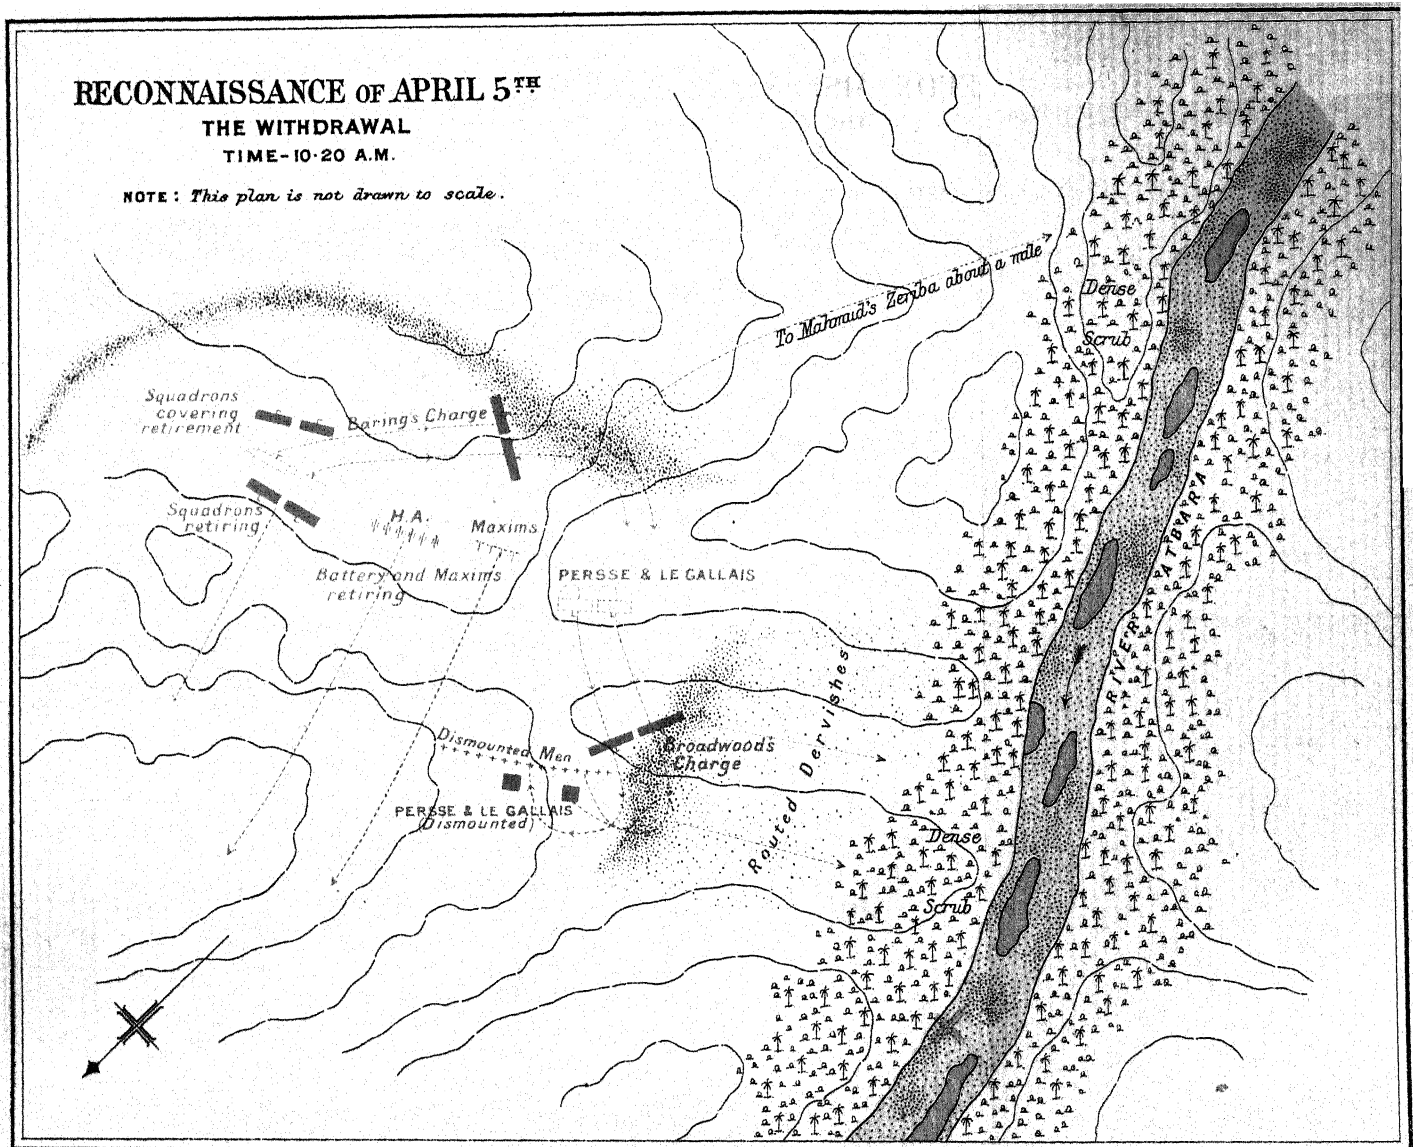 RECONNAISSANCE OF APRIL 5TH
THE WITHDRAWAL
TIME-10·20 A.M.
NOTE: This plan is not drawn to scale.
To Mahmud's Zeriba about a mile
Dense
Scrub
Squadrons
covering
retirement
Baring's Charge
Squadrons
retiring
H.A.
Maxims
Battery and Maxims
retiring
PERSSE & LE GALLAIS
RIVER ATBARA
Routed Dervishes
Dismounted Men
Broadwood's
Charge
PERSSE & LE GALLAIS
(Dismounted)
Dense
Scrub